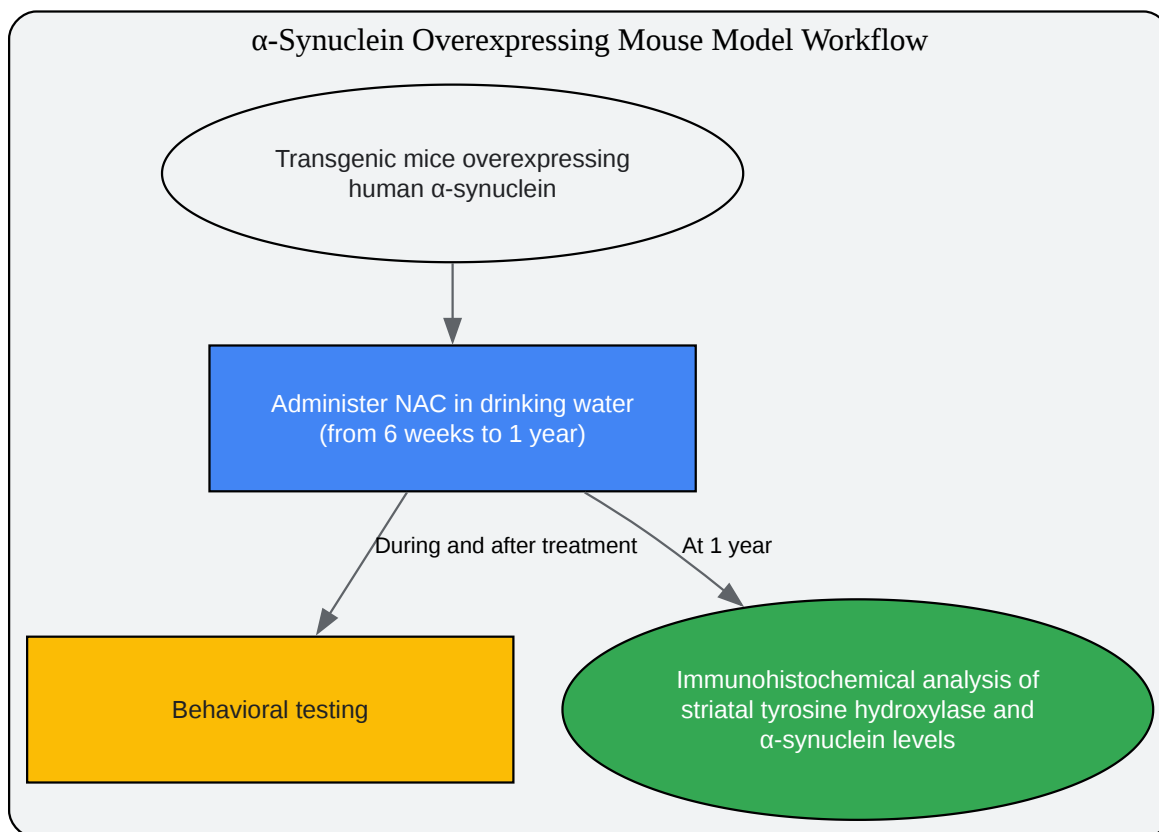 α-Synuclein Overexpressing Mouse Model Workflow
Transgenic mice overexpressing
human α-synuclein
Administer NAC in drinking water
(from 6 weeks to 1 year)
During and after treatment
At 1 year
Behavioral testing
Immunohistochemical analysis of
striatal tyrosine hydroxylase and
α-synuclein levels